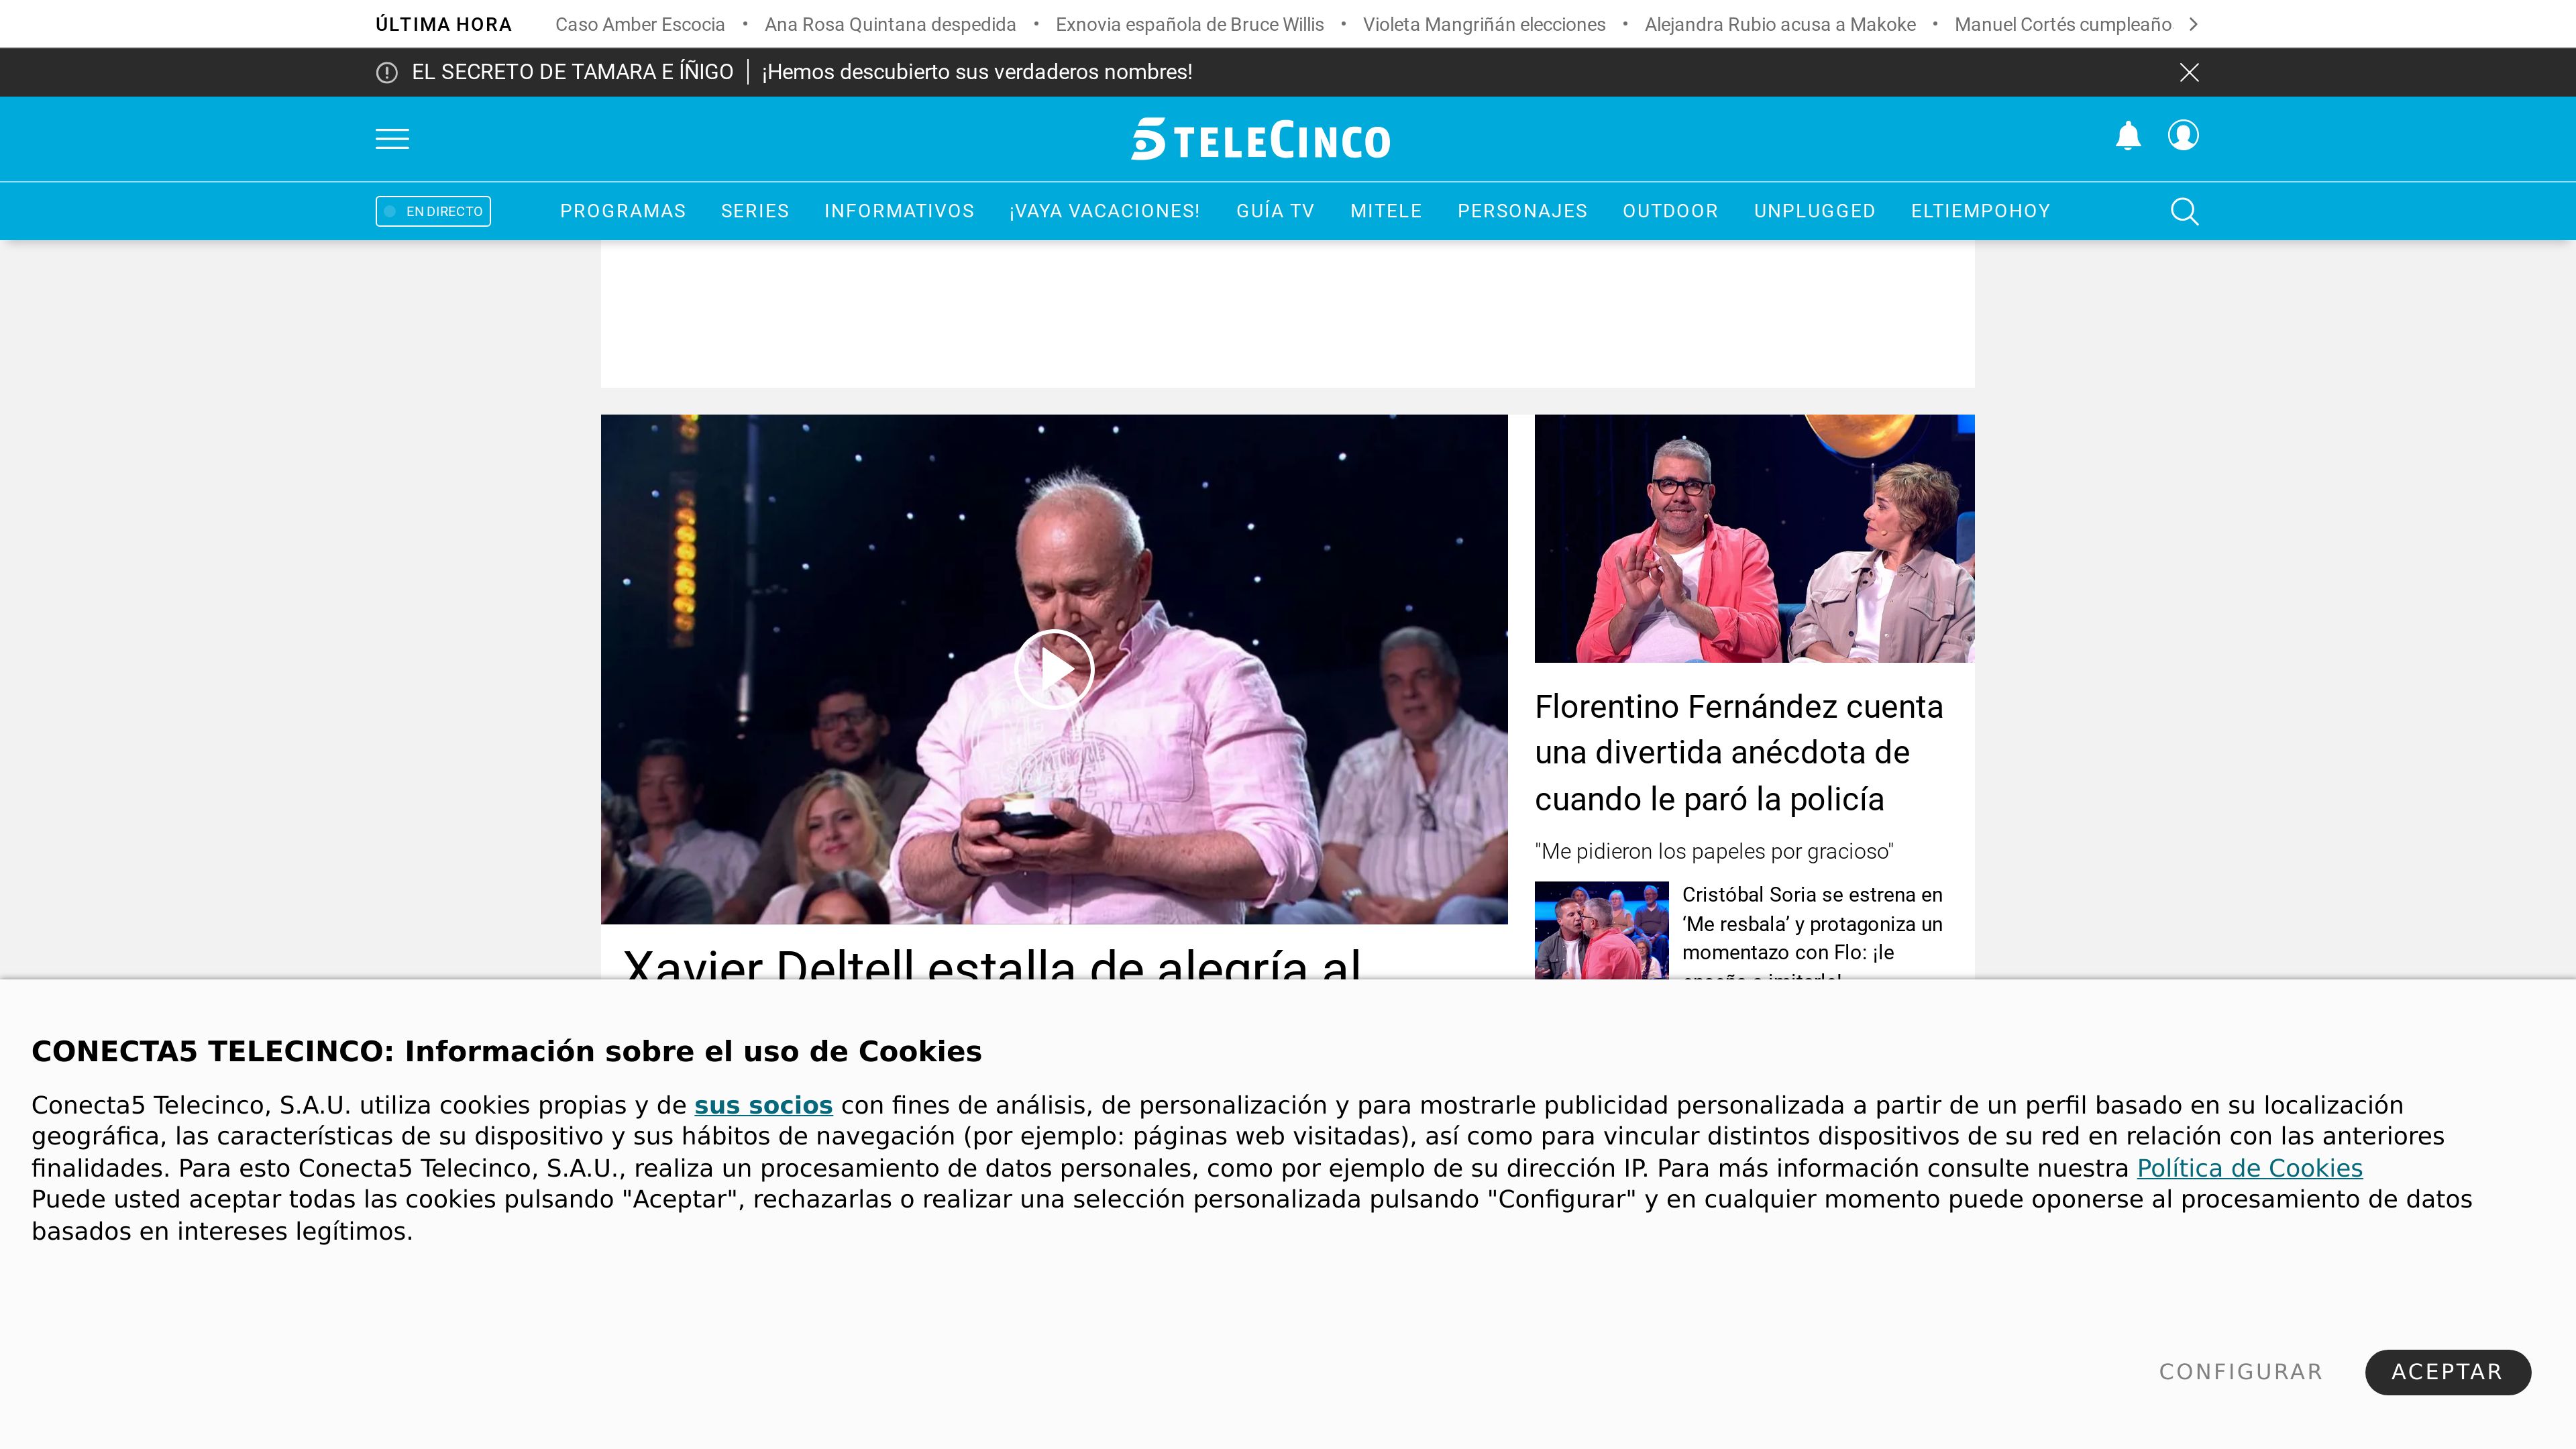 ÚLTIMA HORA
Caso Amber Escocia • Ana Rosa Quintana despedida • Exnovia española de Bruce Willis • Violeta Mangriñán elecciones • Alejandra Rubio acusa a Makoke • Manuel Cortés cumpleaño
EL SECRETO DE TAMARA E ÍÑIGO | ¡Hemos descubierto sus verdaderos nombres!
5 TELECINCO
EN DIRECTO
PROGRAMAS SERIES INFORMATIVOS ¡VAYA VACACIONES! GUÍA TV MITELE PERSONAJES OUTDOOR UNPLUGGED ELTIEMPOHOY
Xavier Deltell estalla de alegría al
Florentino Fernández cuenta
una divertida anécdota de
cuando le paró la policía
"Me pidieron los papeles por gracioso"
Cristóbal Soria se estrena en
‘Me resbala’ y protagoniza un
momentazo con Flo: ¡le
CONECTA5 TELECINCO: Información sobre el uso de Cookies
Conecta5 Telecinco, S.A.U. utiliza cookies propias y de sus socios con fines de análisis, de personalización y para mostrarle publicidad personalizada a partir de un perfil basado en su localización
geográfica, las características de su dispositivo y sus hábitos de navegación (por ejemplo: páginas web visitadas), así como para vincular distintos dispositivos de su red en relación con las anteriores
finalidades. Para esto Conecta5 Telecinco, S.A.U., realiza un procesamiento de datos personales, como por ejemplo de su dirección IP. Para más información consulte nuestra Política de Cookies
Puede usted aceptar todas las cookies pulsando "Aceptar", rechazarlas o realizar una selección personalizada pulsando "Configurar" y en cualquier momento puede oponerse al procesamiento de datos
basados en intereses legítimos.
CONFIGURAR
ACEPTAR